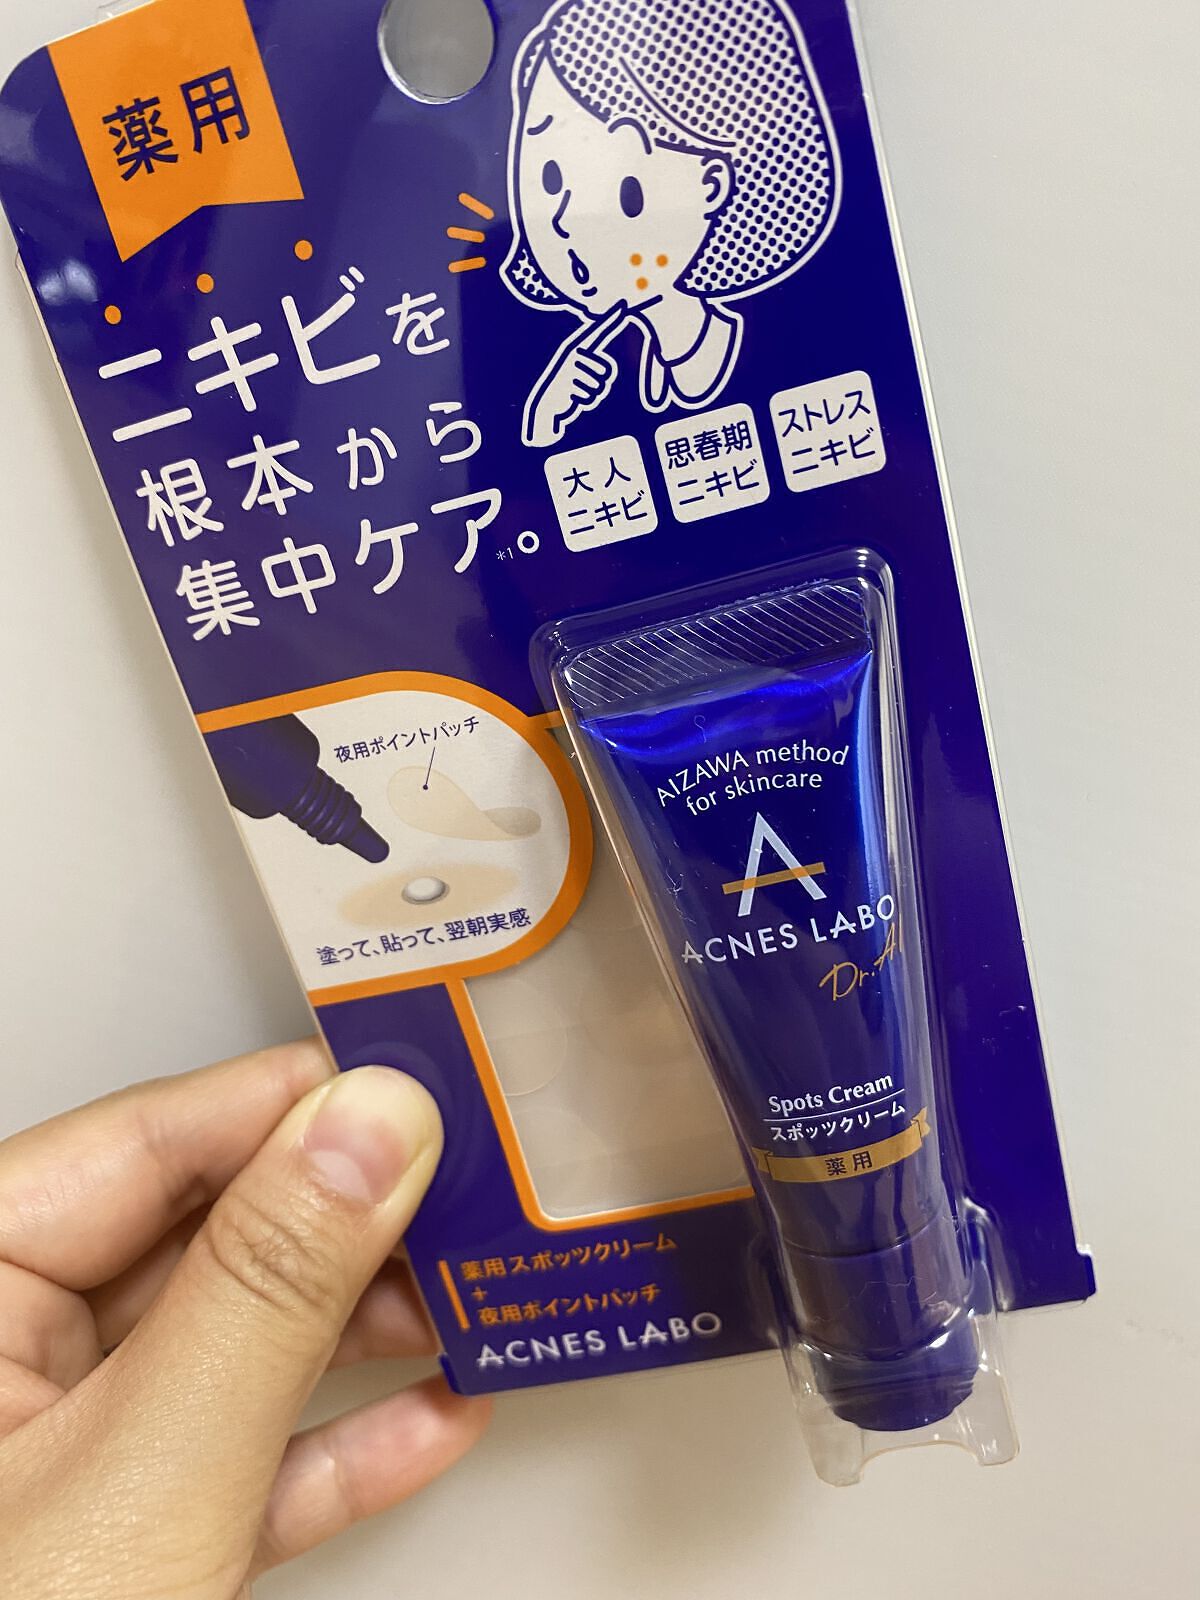 薬用
ニキビを
根本から
集中ケア*1。
大人
ニキビ
思春期
ニキビ
ストレス
ニキビ
夜用ポイントパッチ
塗って、貼って、翌朝実感
AIZAWA method
for skincare
A
ACNES LABO
Dr.A
Spots Cream
スポッツクリーム
薬用
薬用スポッツクリーム
+
夜用ポイントパッチ
ACNES LABO